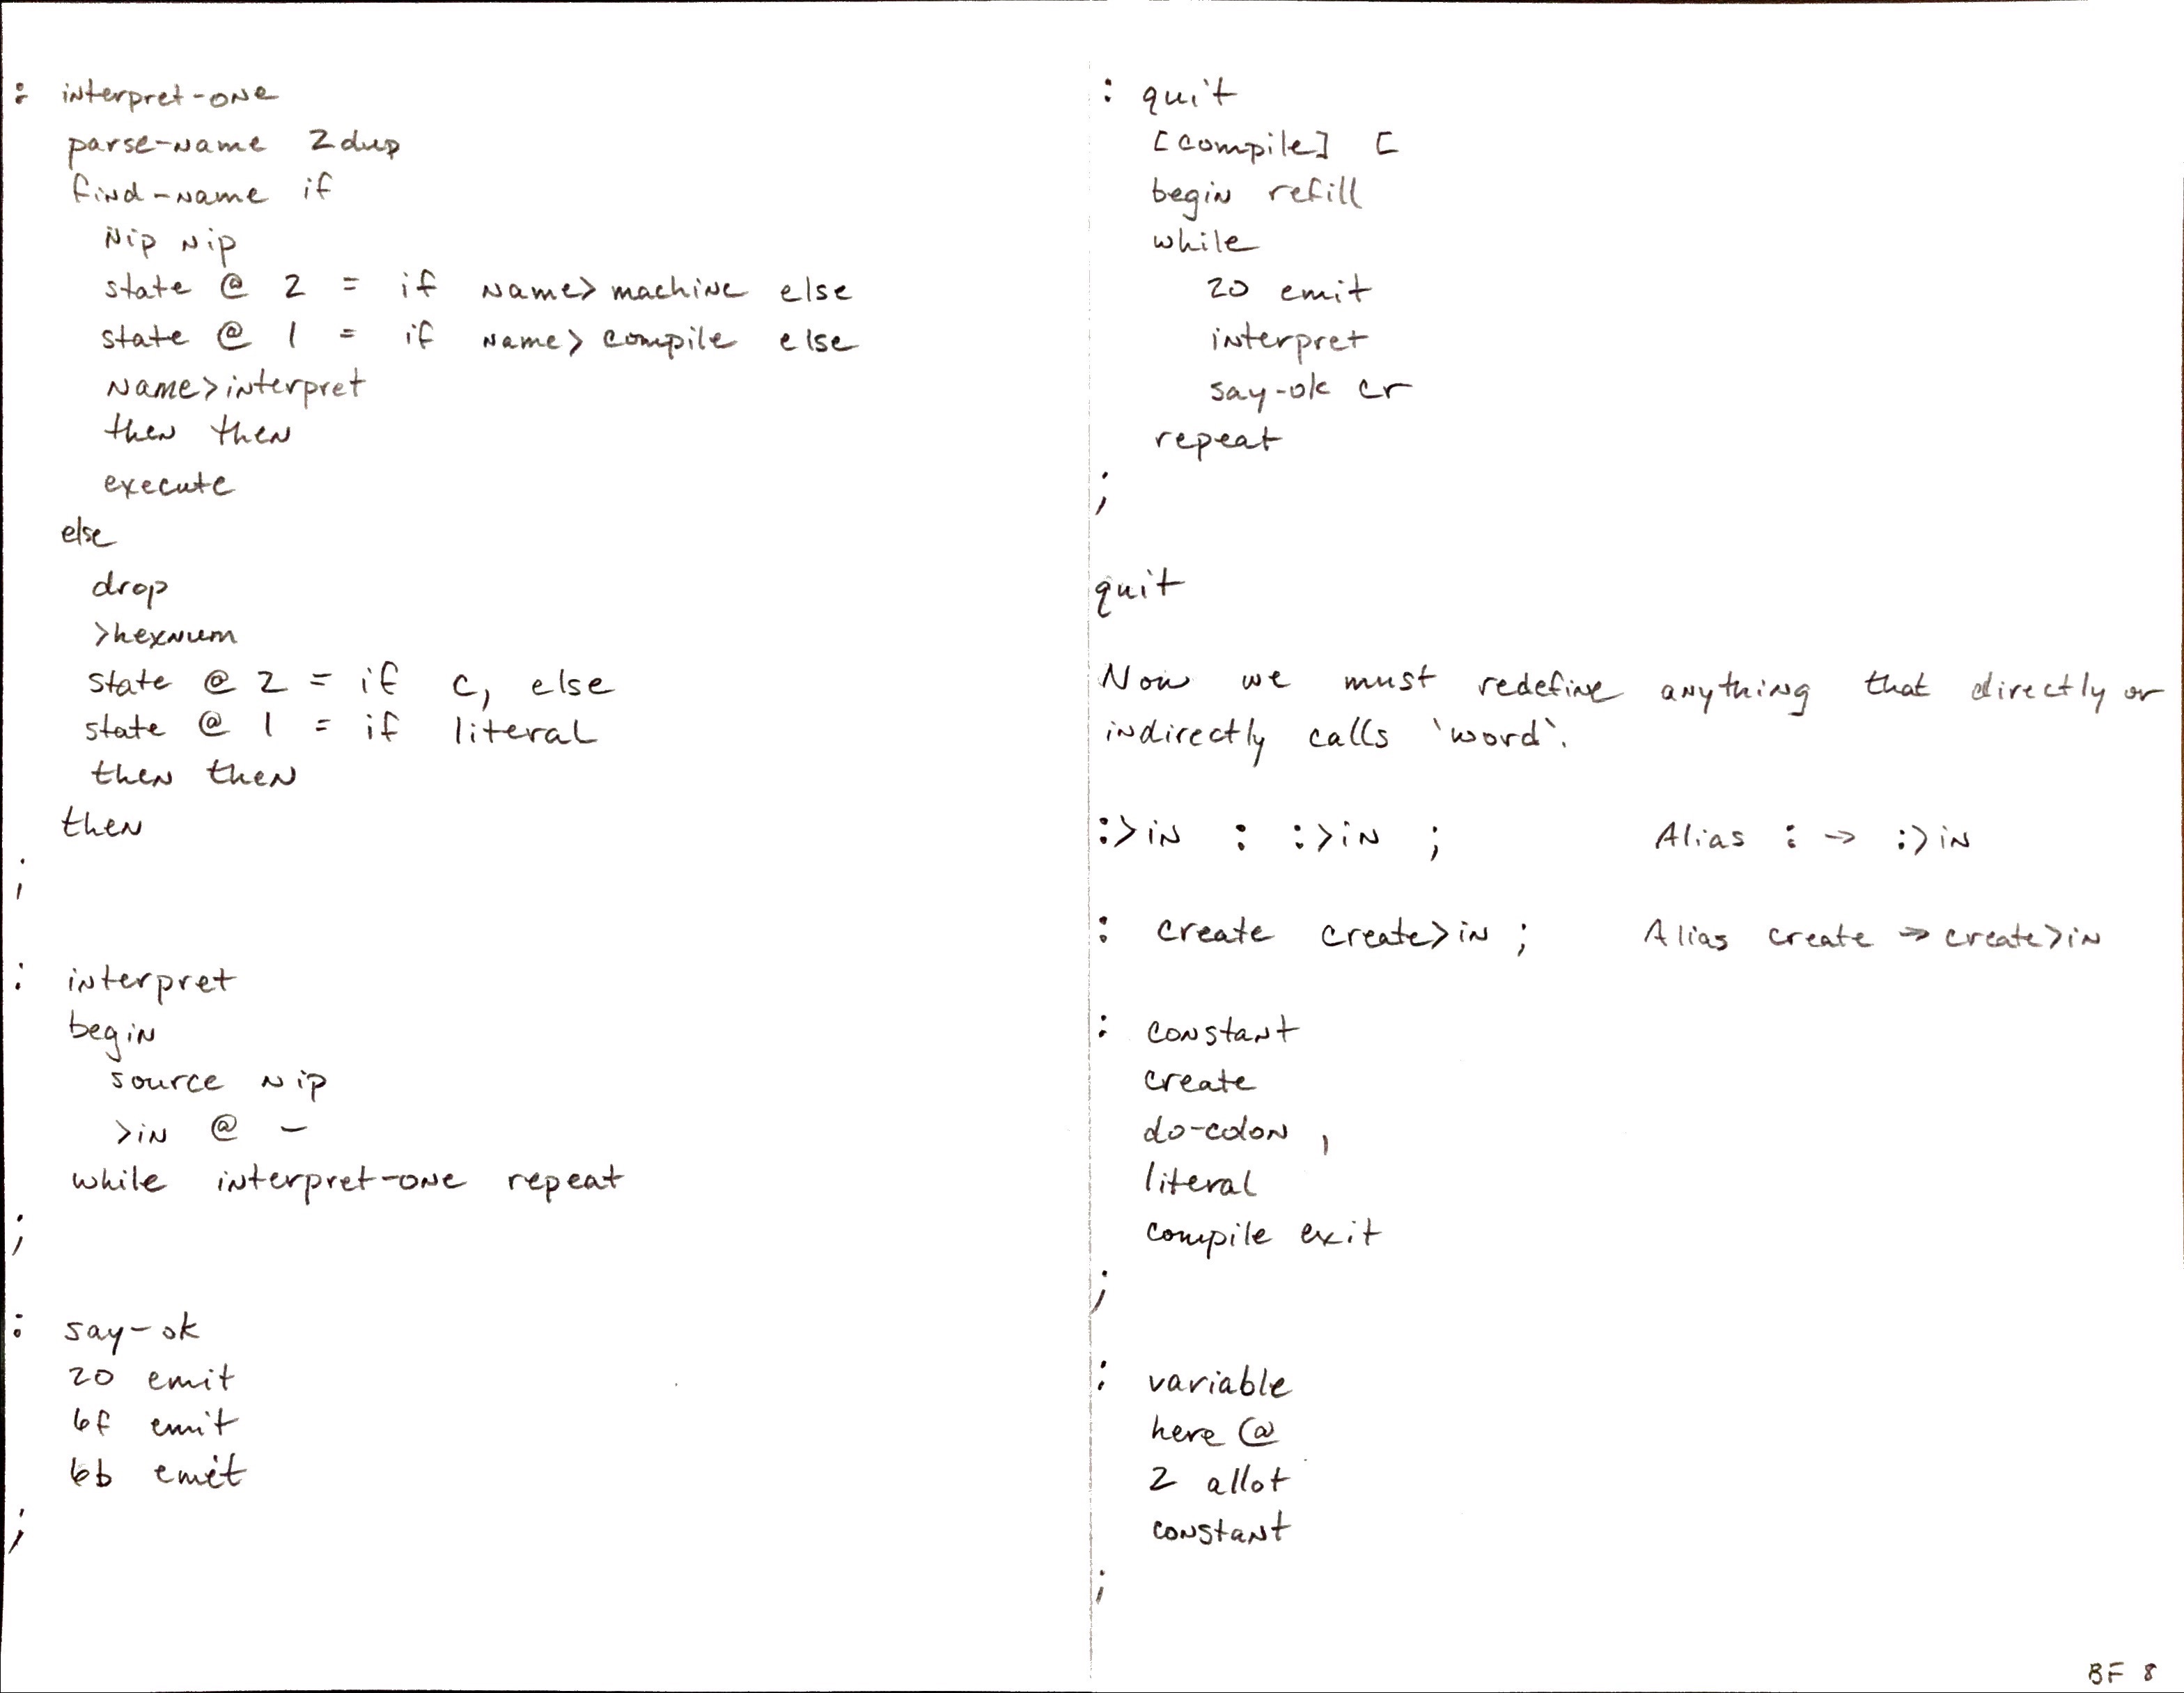 : interpret-one
parse-name 2dup
find-name if
nip nip
state @ 2 = if name>machine else
state @ 1 = if name>compile else
name>interpret
then then
execute
else
drop
>hexnum
state @ 2 = if c, else
state @ 1 = if literal
then then
then
;
: interpret
begin
source nip
>in @ -
while interpret-one repeat
;
: say-ok
20 emit
6f emit
6b emit
;
: quit
[compile] [
begin refill
while
20 emit
interpret
say-ok cr
repeat
;
quit
Now we must redefine anything that directly or
indirectly calls `word`.
:>in : :>in ; Alias : -> :>in
: create create>in ; Alias create -> create>in
: constant
create
do-colon ,
literal
compile exit
;
: variable
here @
2 allot
constant
;
BF 8